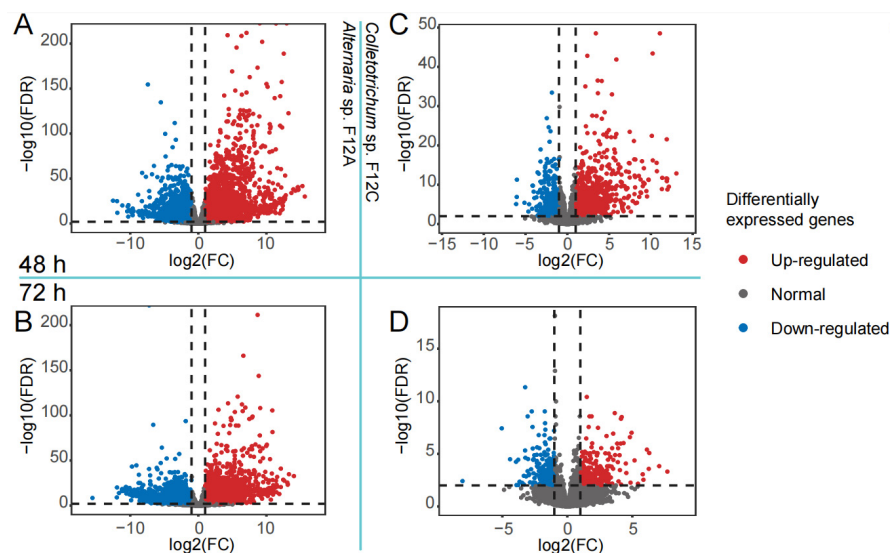 A
200
150
100
50
0
−log10(FDR)
−10
0
10
log2(FC)
Alternaria sp. F12A
Colletotrichum sp. F12C
C
50
40
30
20
10
0
−log10(FDR)
−15
−10
−5
0
5
10
15
log2(FC)
48 h
72 h
B
200
150
100
50
0
−log10(FDR)
−10
0
10
log2(FC)
D
15
10
5
0
−log10(FDR)
−5
0
5
log2(FC)
Differentially
expressed genes
Up-regulated
Normal
Down-regulated